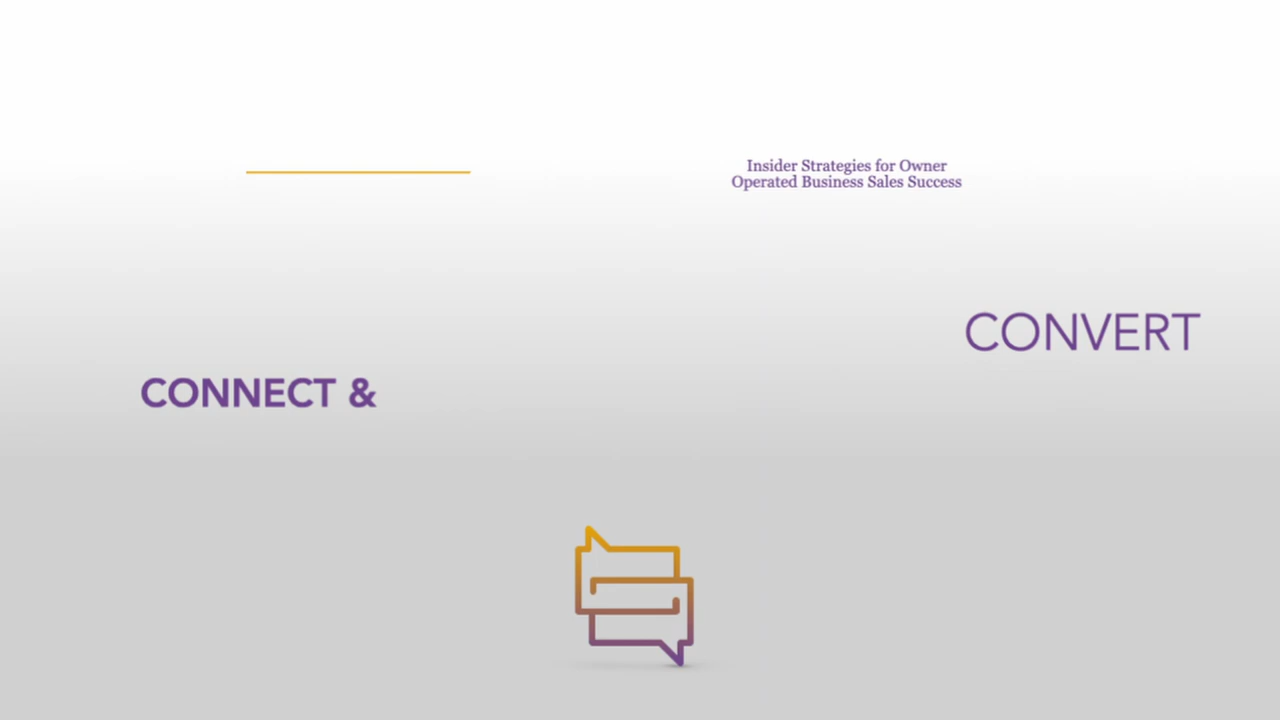 Insider Strategies for Owner
Operated Business Sales Success
CONVERT
CONNECT &